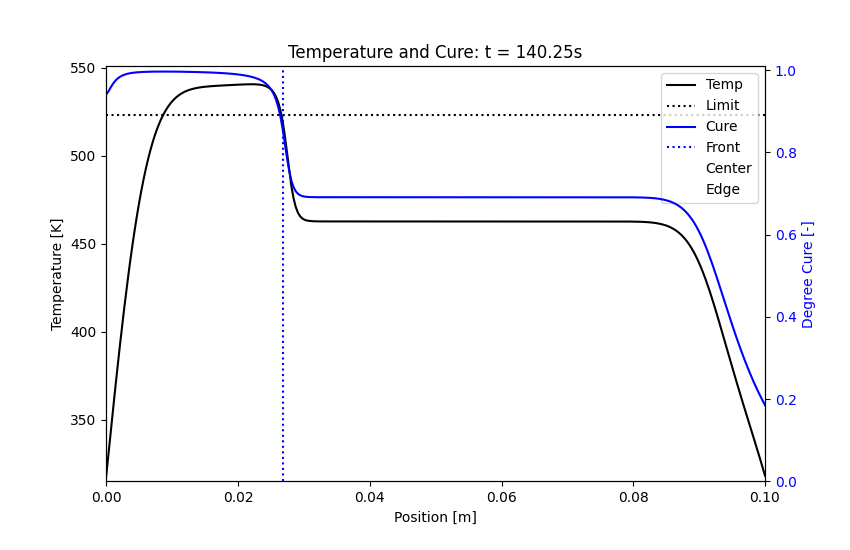 Temperature and Cure: t = 140.25s
550
500
450
400
350
Temperature [K]
1.0
0.8
0.6
0.4
0.2
0.0
Degree Cure [-]
Temp
Limit
Cure
Front
Center
Edge
0.00
0.02
0.04
0.06
0.08
0.10
Position [m]